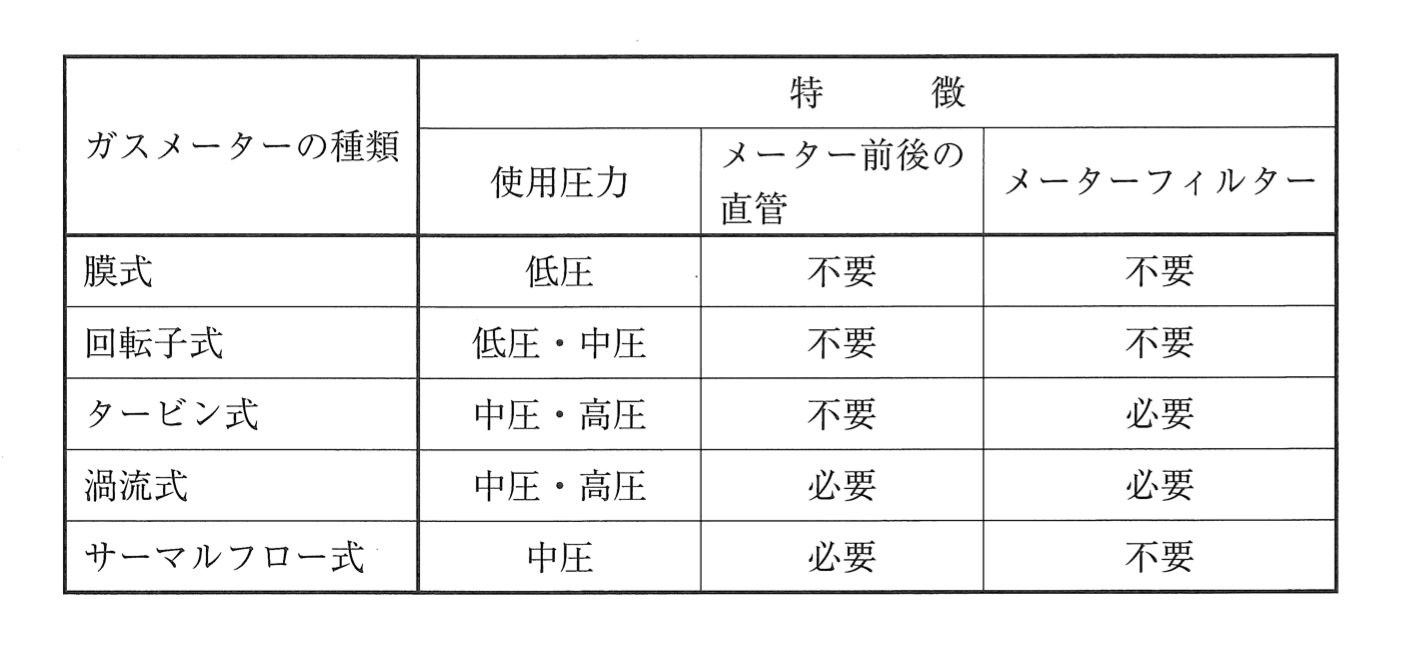 ガスメーターの種類
特　徴
使用圧力
メーター前後の
直管
メーターフィルター
膜式 低圧 不要 不要
回転子式 低圧・中圧 不要 不要
タービン式 中圧・高圧 不要 必要
渦流式 中圧・高圧 必要 必要
サーマルフロー式 中圧 必要 不要